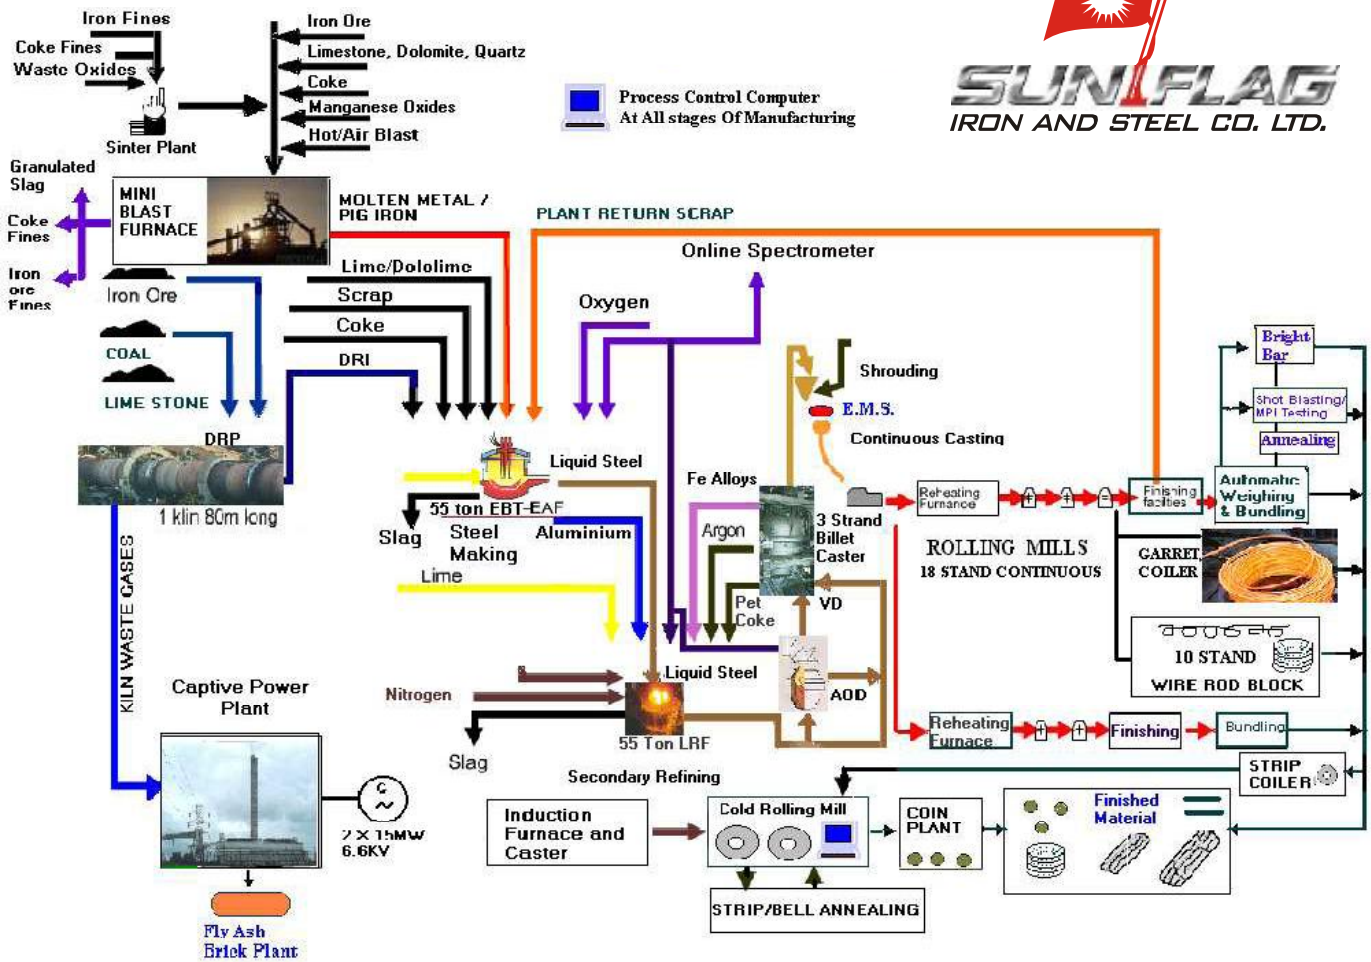 Iron Fines
Coke Fines
Waste Oxides
Sinter Plant
Iron Ore
Limestone, Dolomite, Quartz
Coke
Manganese Oxides
Hot/Air Blast
Process Control Computer
At All stages Of Manufacturing
SUNFLAG
IRON AND STEEL CO. LTD.
Granulated
Slag
Coke
Fines
Iron
ore
Fines
MINI
BLAST
FURNACE
MOLTEN METAL /
PIG IRON
PLANT RETURN SCRAP
Online Spectrometer
Iron Ore
COAL
LIME STONE
Lime/Dololime
Scrap
Coke
DRI
Oxygen
Shrouding
E.M.S.
Continuous Casting
Bright
Bar
Shot Blasting/
MPI Testing
Annealing
DRP
1 klin 80m long
Liquid Steel
Fe Alloys
55 ton EBT-EAF
Slag
Steel
Making
Aluminium
Argon
Lime
Pet
Coke
3 Strand
Billet
Caster
VD
Reheating
Furnance
Finishing
facilties
Automatic
Weighing
& Bundling
ROLLING MILLS
18 STAND CONTINUOUS
GARRET
COILER
10 STAND
WIRE ROD BLOCK
KILN WASTE GASES
Captive Power
Plant
G
~
2 X 15MW
6.6KV
Fly Ash
Brick Plant
Nitrogen
Liquid Steel
AOD
55 Ton LRF
Slag
Secondary Refining
Reheating
Furnace
Finishing
Bundling
STRIP
COILER
Induction
Furnace and
Caster
Cold Rolling Mill
COIN
PLANT
Finished
Material
STRIP/BELL ANNEALING